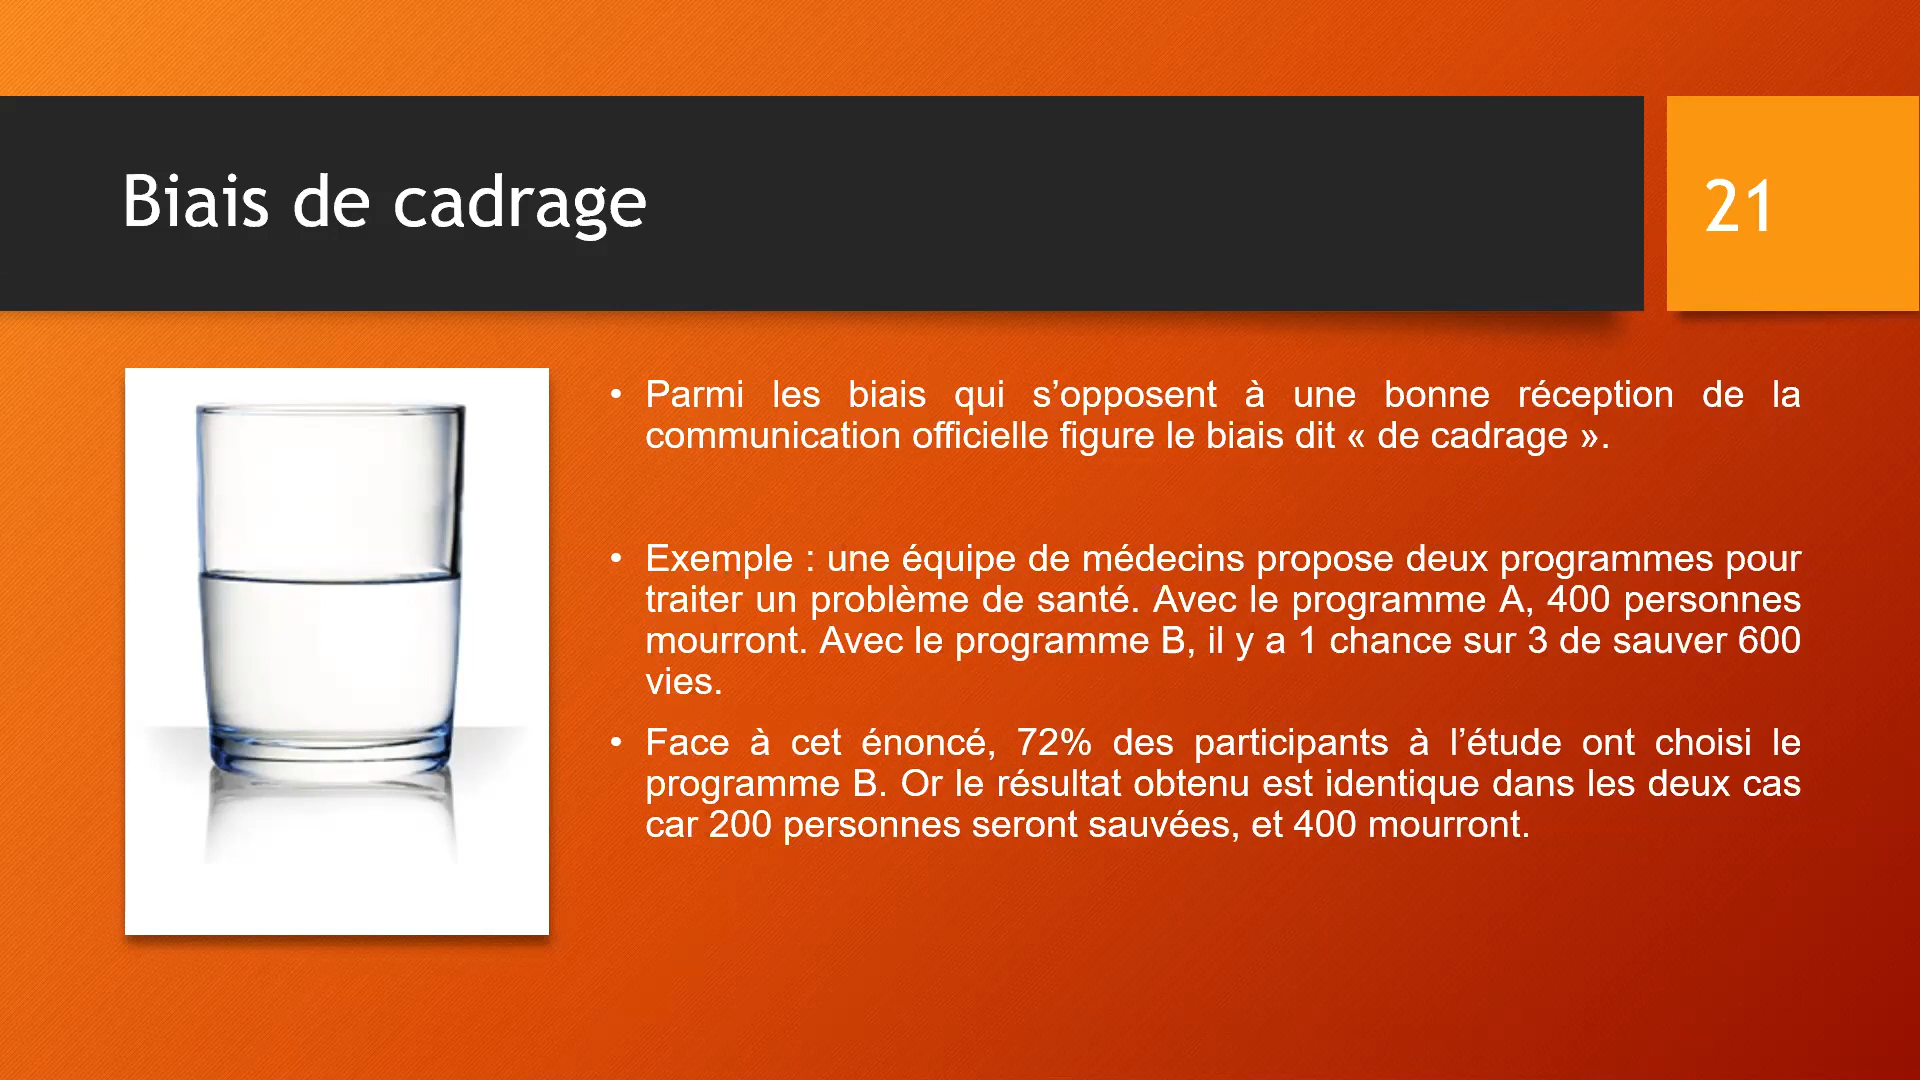 Biais de cadrage
21
• Parmi les biais qui s’opposent à une bonne réception de la
communication officielle figure le biais dit « de cadrage ».
• Exemple : une équipe de médecins propose deux programmes pour
traiter un problème de santé. Avec le programme A, 400 personnes
mourront. Avec le programme B, il y a 1 chance sur 3 de sauver 600
vies.
• Face à cet énoncé, 72% des participants à l’étude ont choisi le
programme B. Or le résultat obtenu est identique dans les deux cas
car 200 personnes seront sauvées, et 400 mourront.